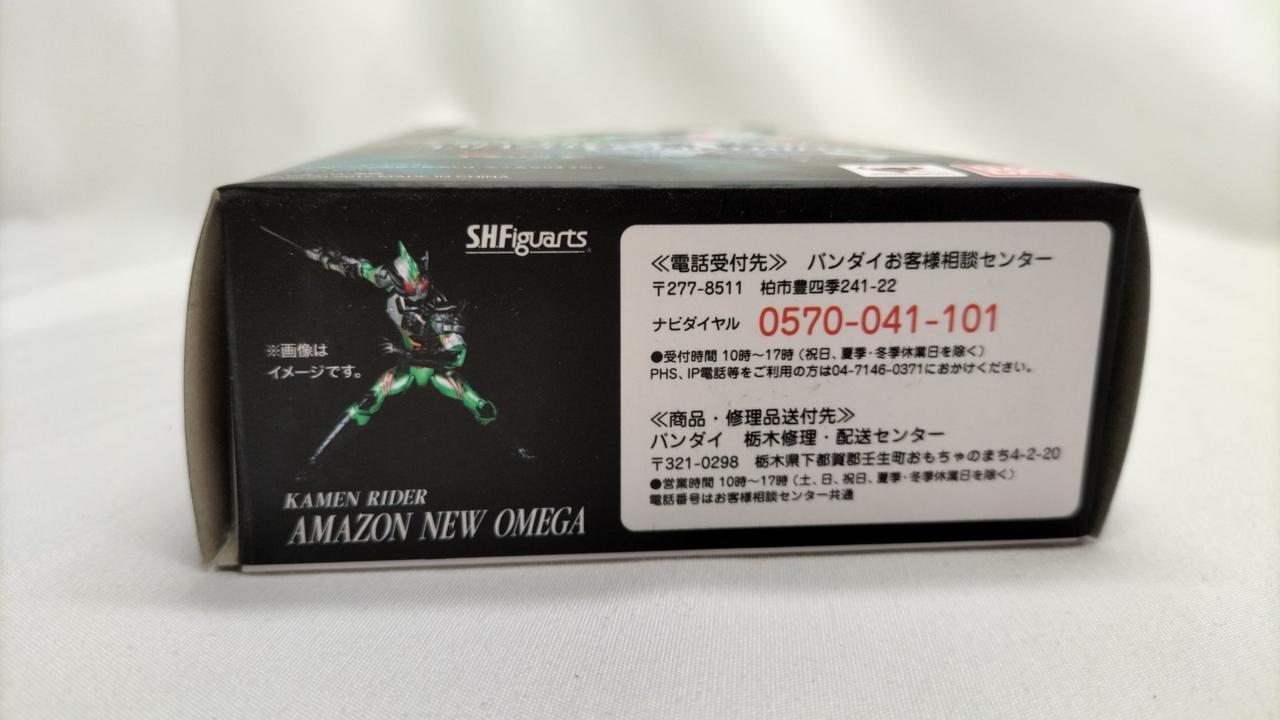 MADE IN CHINA
S.H.Figuarts
※画像は
イメージです。
KAMEN RIDER
AMAZON NEW OMEGA
≪電話受付先≫ バンダイお客様相談センター
〒277-8511 柏市豊四季241-22
ナビダイヤル 0570-041-101
●受付時間 10時～17時（祝日、夏季・冬季休業日を除く）
PHS、IP電話等をご利用の方は04-7146-0371におかけください。
≪商品・修理品送付先≫
バンダイ 栃木修理・配送センター
〒321-0298 栃木県下都賀郡壬生町おもちゃのまち4-2-20
●営業時間 10時～17時（土、日、祝日、夏季・冬季休業日を除く）
電話番号はお客様相談センター共通